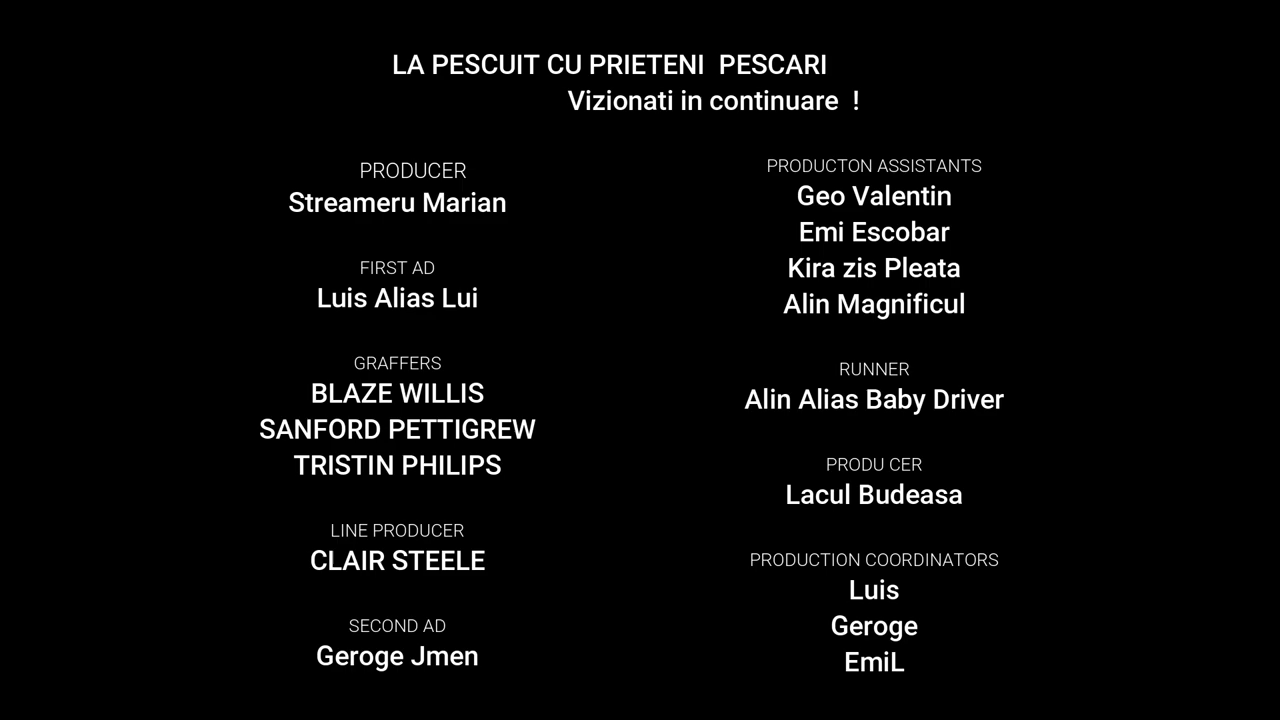 LA PESCUIT CU PRIETENI  PESCARI
Vizionati in continuare  !
PRODUCER
Streameru Marian
FIRST AD
Luis Alias Lui
GRAFFERS
BLAZE WILLIS
SANFORD PETTIGREW
TRISTIN PHILIPS
LINE PRODUCER
CLAIR STEELE
SECOND AD
Geroge Jmen
PRODUCTON ASSISTANTS
Geo Valentin
Emi Escobar
Kira zis Pleata
Alin Magnificul
RUNNER
Alin Alias Baby Driver
PRODU CER
Lacul Budeasa
PRODUCTION COORDINATORS
Luis
Geroge
EmiL